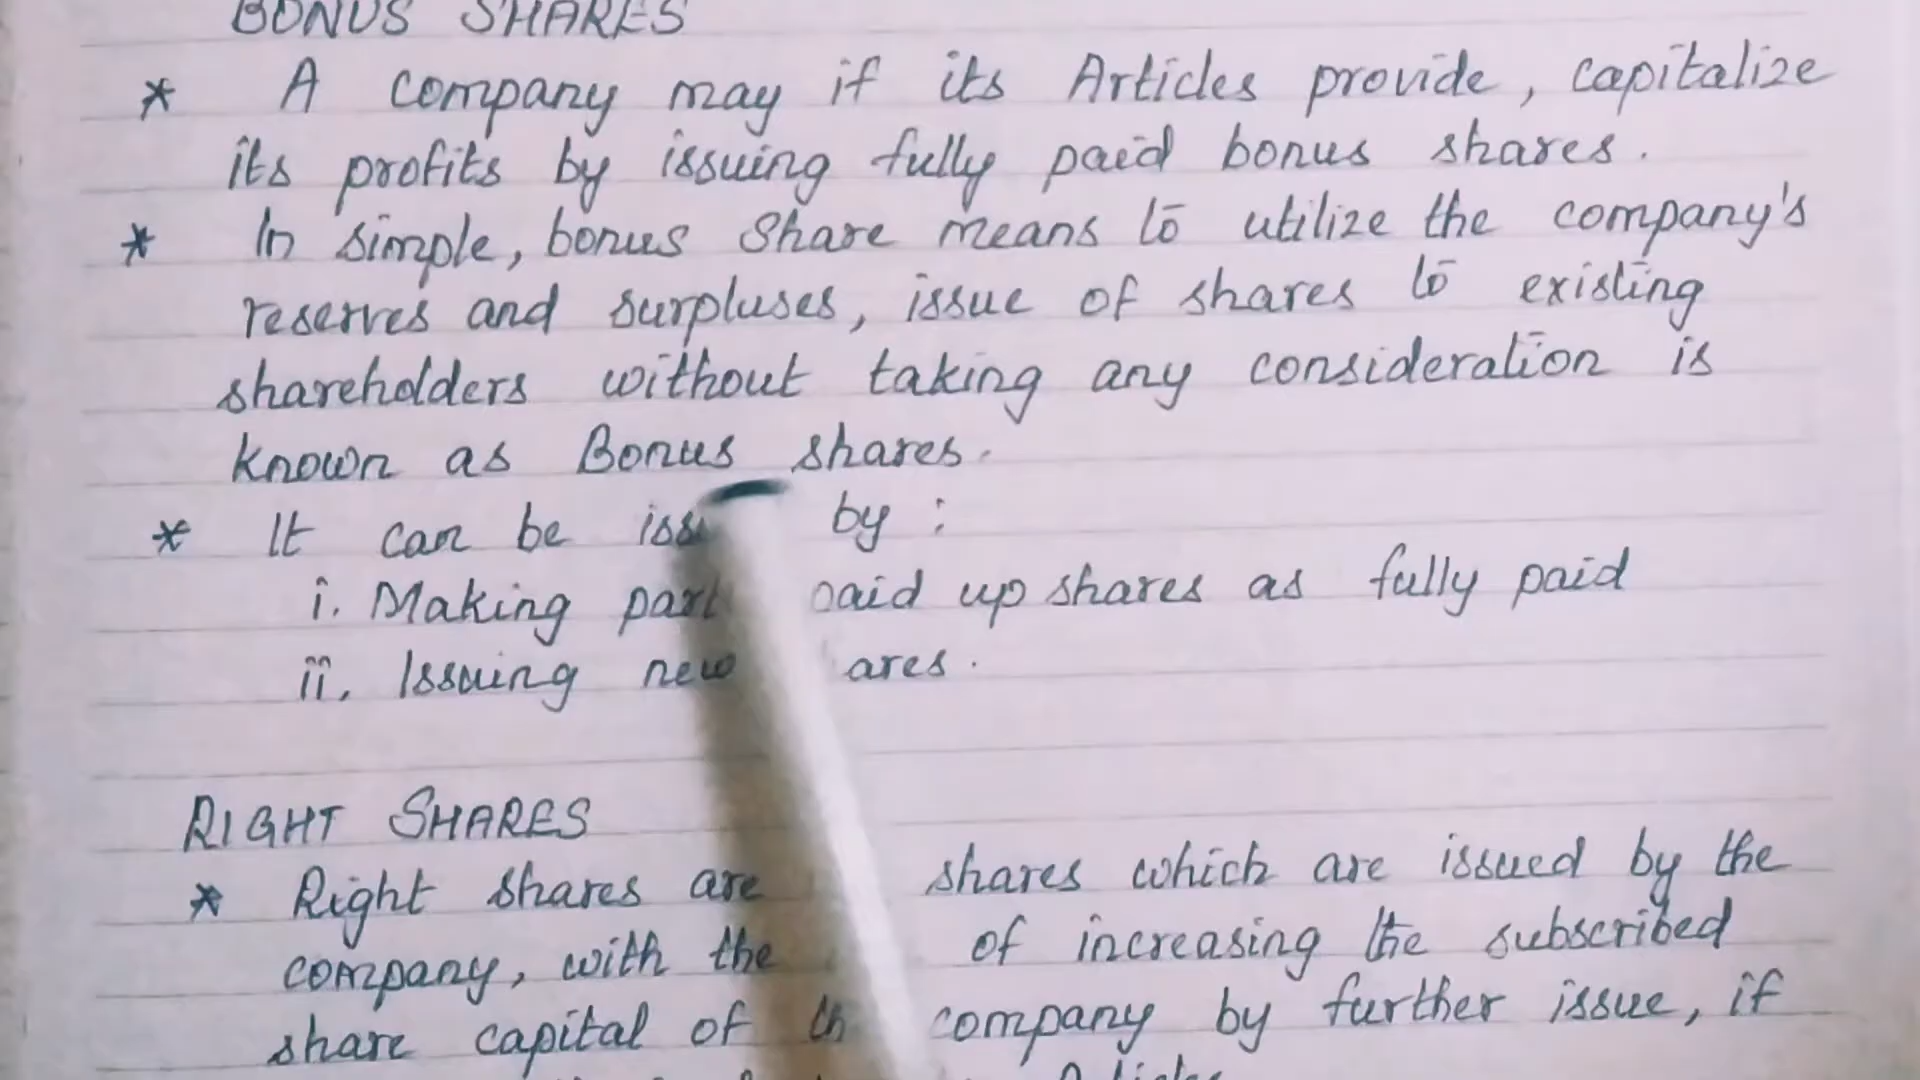 BONUS SHARES
* A company may if its Articles provide, capitalize
its profits by issuing fully paid bonus shares.
* In simple, bonus Share means to utilize the company's
reserves and surpluses, issue of shares to existing
shareholders without taking any consideration is
known as Bonus shares.
* It can be by :
i. Making paid up shares as fully paid
ii. Issuing new
RIGHT SHARES
* Right shares are shares which are issued by the
company, with the of increasing the subscribed
share capital of company by further issue, if